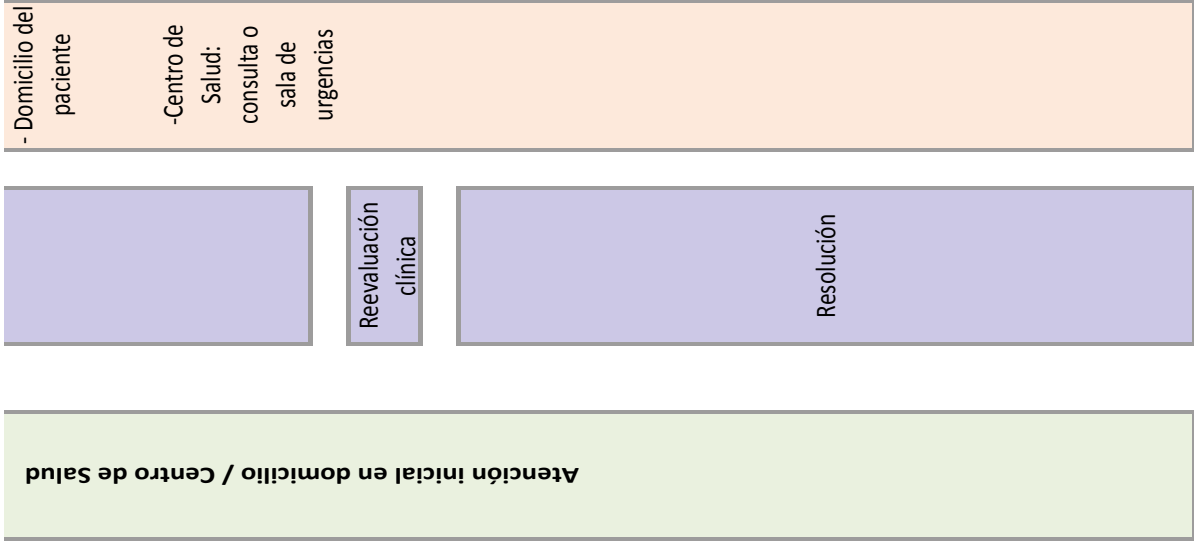 - Domicilio del
paciente
-Centro de
Salud:
consulta o
sala de
urgencias
Reevaluación
clínica
Resolución
Atención inicial en domicilio / Centro de Salud